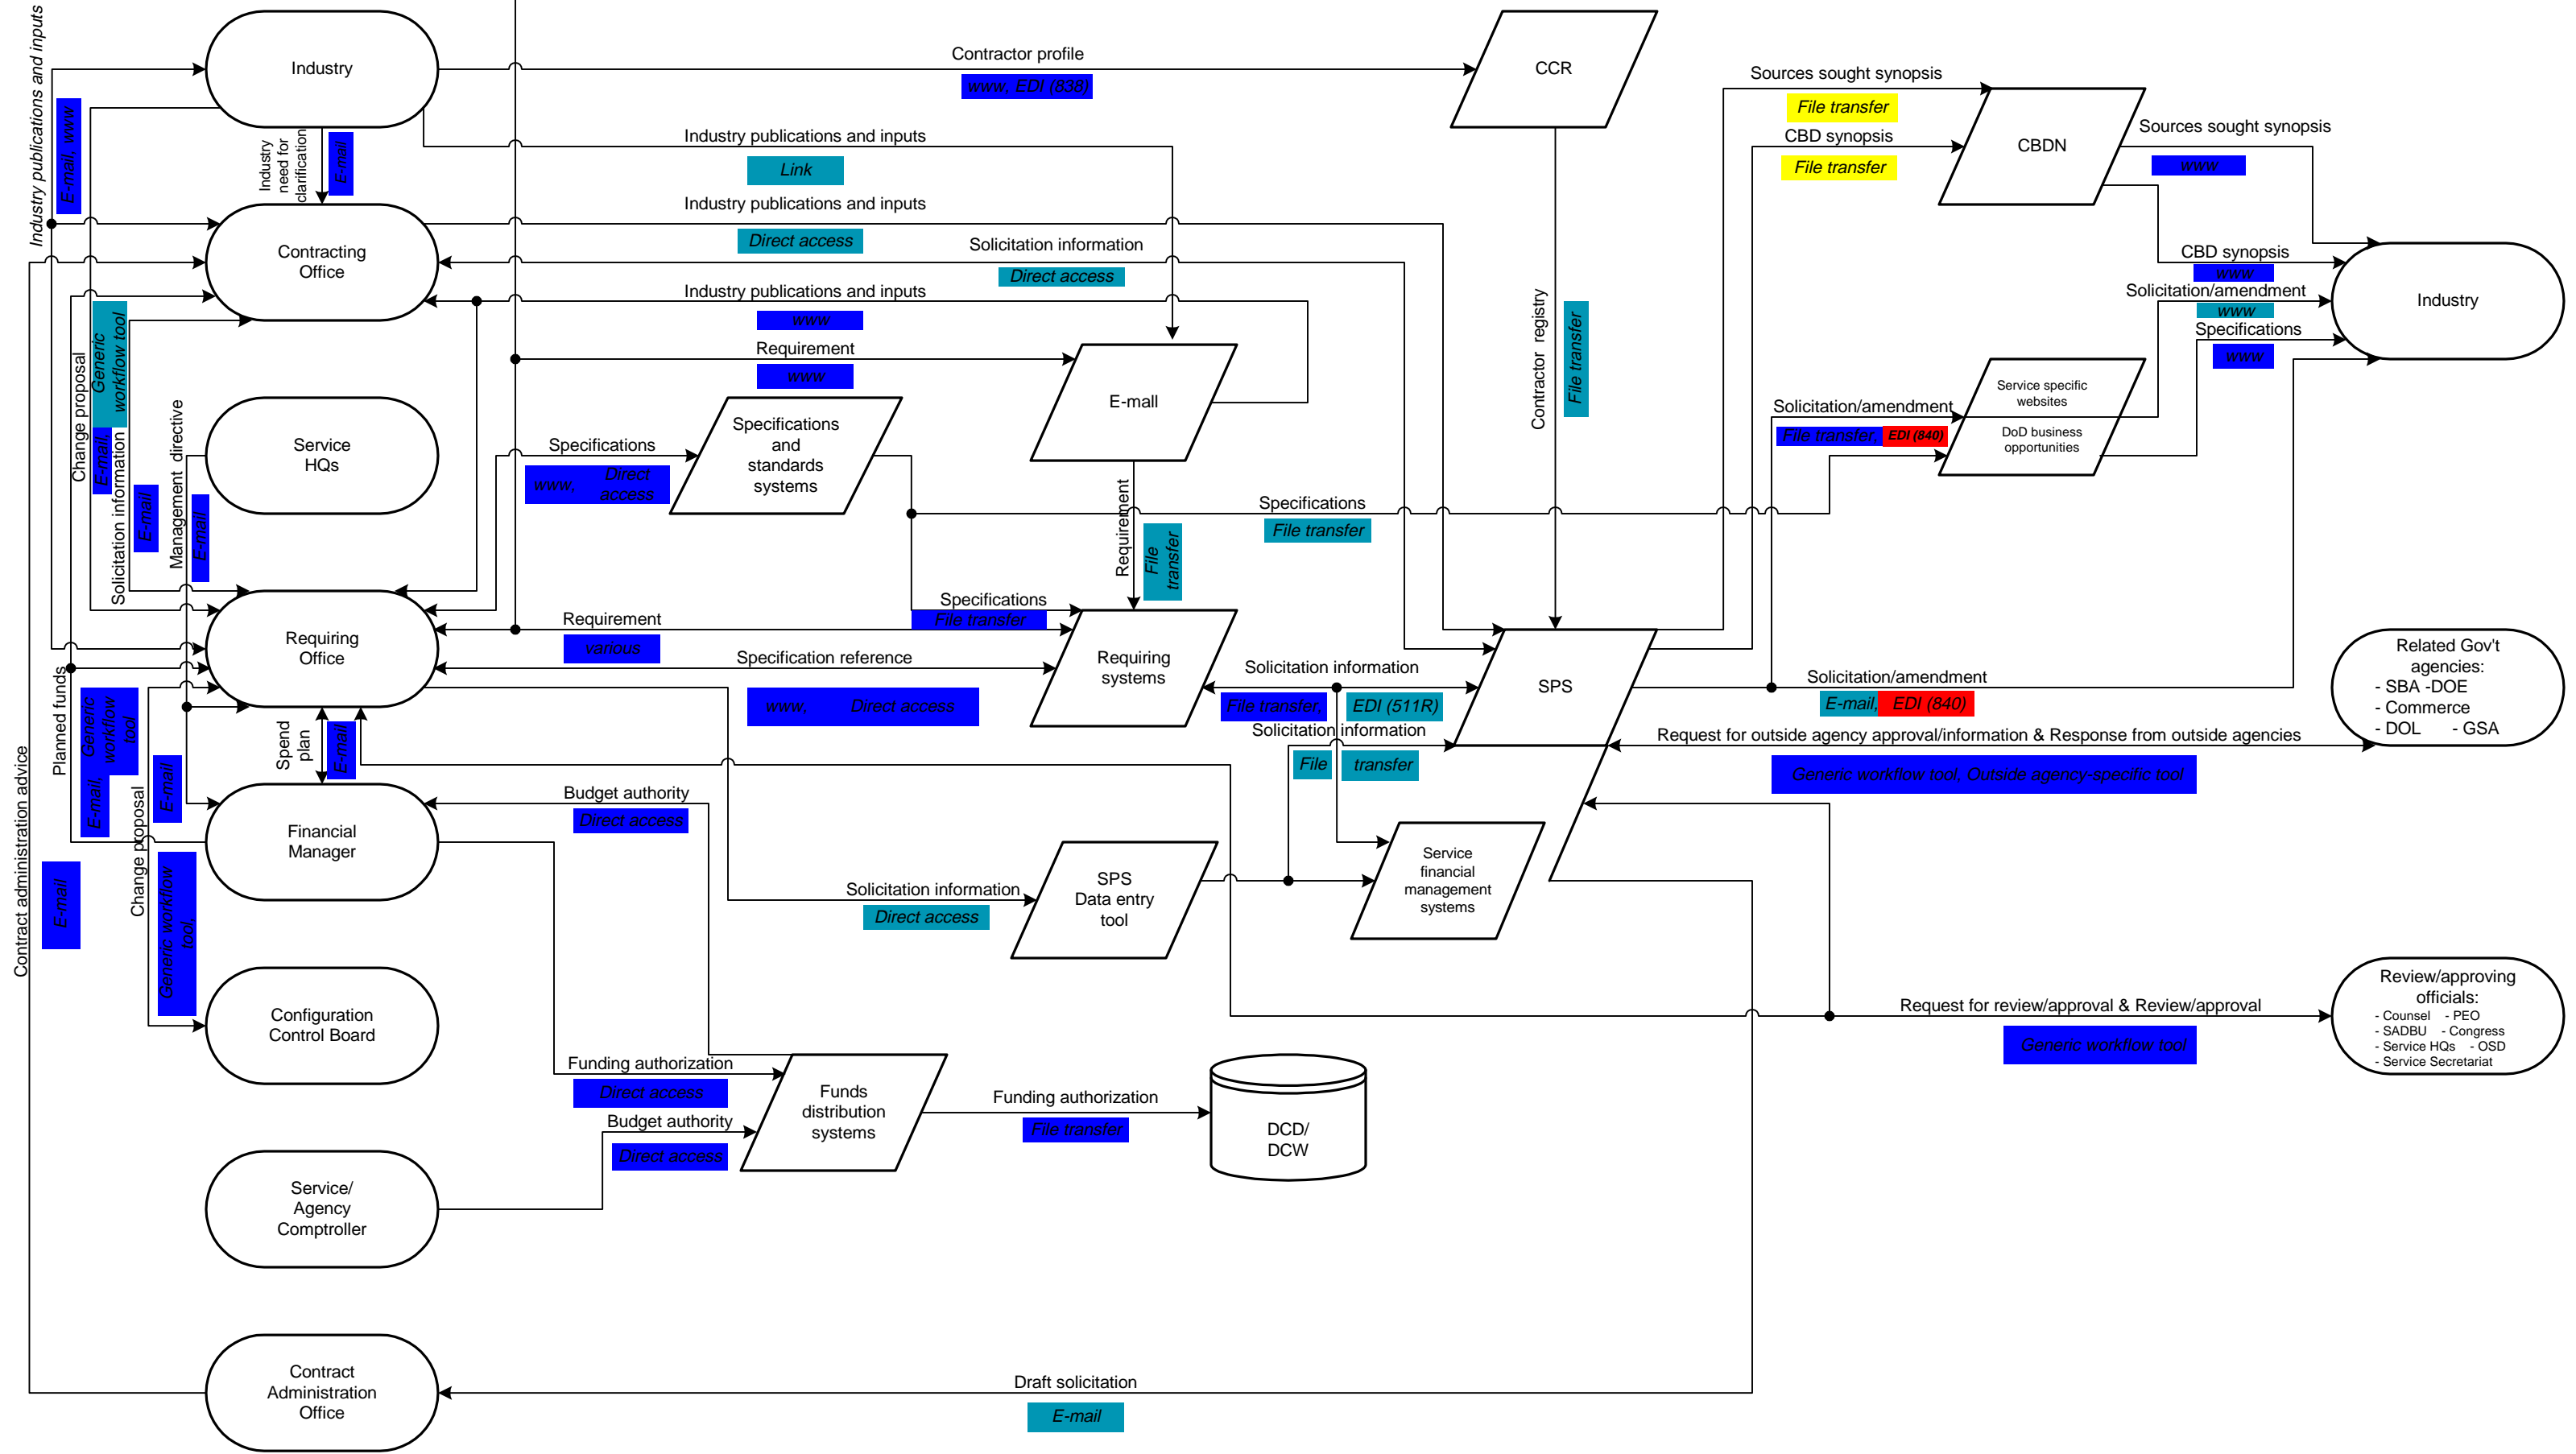 Industry publications and inputs
E-mail, www
Industry
Industry
need for
clarification
E-mail
Contractor profile
www, EDI (838)
CCR
Industry publications and inputs
Link
Industry publications and inputs
Direct access
Solicitation information
Direct access
Industry publications and inputs
www
Requirement
www
Contracting
Office
Sources sought synopsis
File transfer
CBD synopsis
File transfer
CBDN
Sources sought synopsis
www
CBD synopsis
www
Solicitation/amendment
www
Specifications
www
Industry
Contractor registry
File transfer
E-mall
Change proposal
Generic
workflow tool
E-mail,
Solicitation information
E-mail
Management directive
E-mail
Service
HQs
Specifications
www, Direct
access
Specifications
and
standards
systems
Service specific
websites
DoD business
opportunities
Solicitation/amendment
File transfer, EDI (840)
Specifications
File transfer
Requirement
File
transfer
Specifications
File transfer
Requirement
various
Specification reference
www, Direct access
Requiring
Office
Requiring
systems
Solicitation information
File transfer, EDI (511R)
Solicitation information
File transfer
SPS
Solicitation/amendment
E-mail, EDI (840)
Related Gov't
agencies:
- SBA -DOE
- Commerce
- DOL - GSA
Request for outside agency approval/information & Response from outside agencies
Generic workflow tool, Outside agency-specific tool
Planned funds
Generic
workflow
tool
E-mail,
Spend
plan
E-mail
E-mail
Contract administration advice
E-mail
Change proposal
Generic workflow
tool,
Financial
Manager
Budget authority
Direct access
Solicitation information
Direct access
SPS
Data entry
tool
Service
financial
management
systems
Configuration
Control Board
Request for review/approval & Review/approval
Generic workflow tool
Review/approving
officials:
- Counsel - PEO
- SADBU - Congress
- Service HQs - OSD
- Service Secretariat
Funding authorization
Direct access
Budget authority
Direct access
Funds
distribution
systems
Funding authorization
File transfer
DCD/
DCW
Service/
Agency
Comptroller
Contract
Administration
Office
Draft solicitation
E-mail